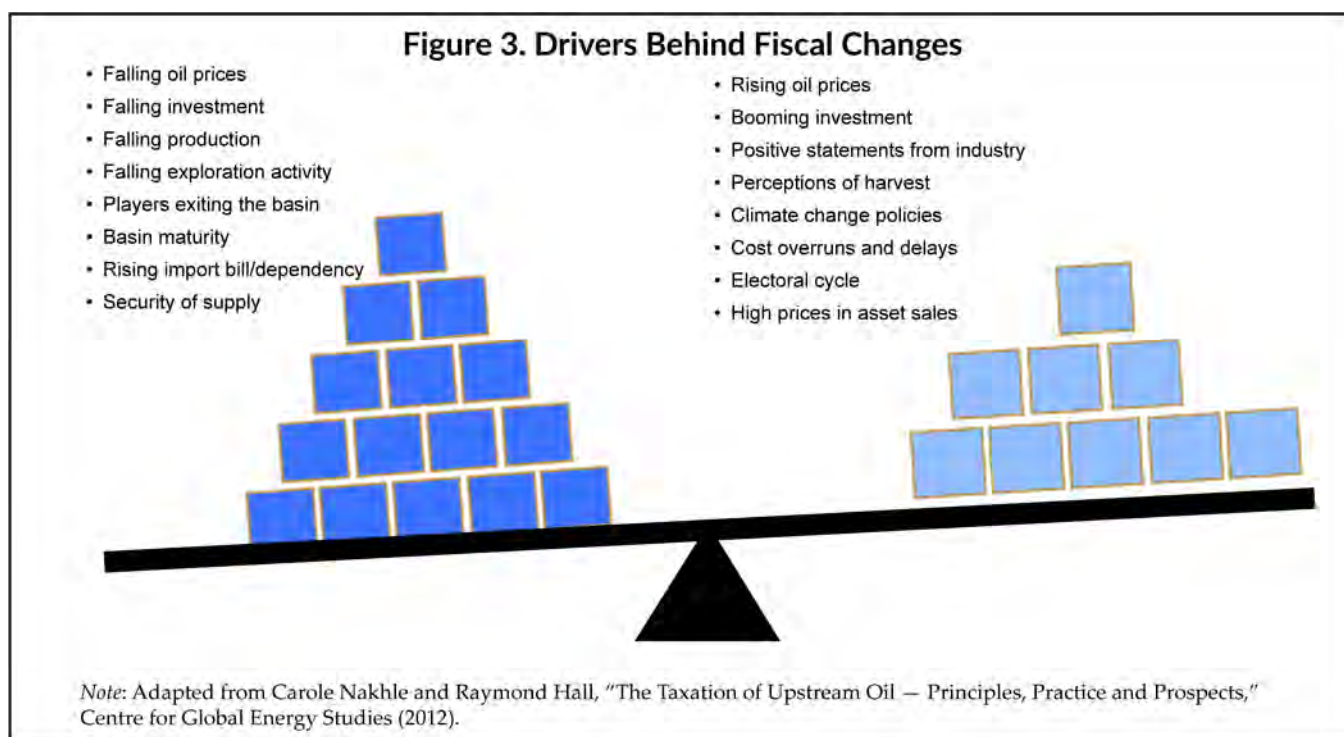 Figure 3. Drivers Behind Fiscal Changes
• Falling oil prices
• Falling investment
• Falling production
• Falling exploration activity
• Players exiting the basin
• Basin maturity
• Rising import bill/dependency
• Security of supply
• Rising oil prices
• Booming investment
• Positive statements from industry
• Perceptions of harvest
• Climate change policies
• Cost overruns and delays
• Electoral cycle
• High prices in asset sales
Note: Adapted from Carole Nakhle and Raymond Hall, “The Taxation of Upstream Oil — Principles, Practice and Prospects,”
Centre for Global Energy Studies (2012).